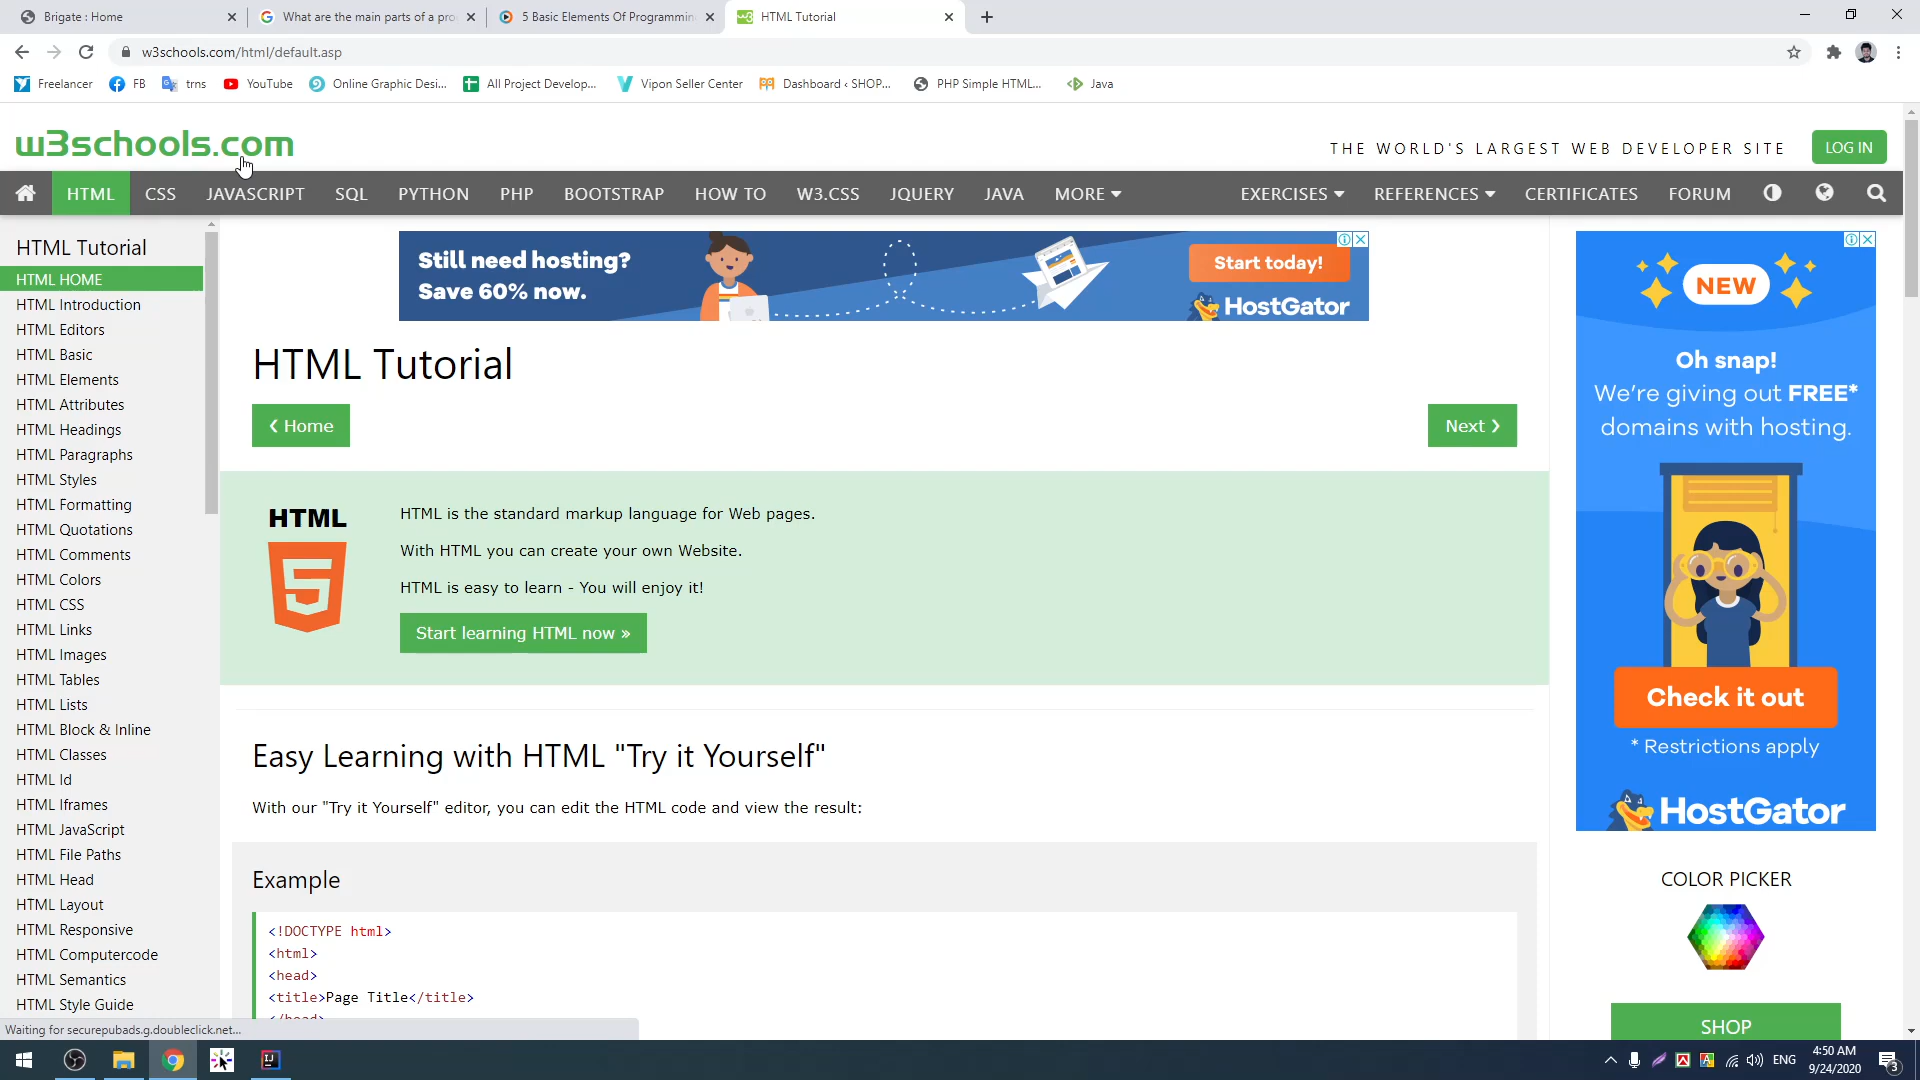 Brigate : Home
What are the main parts of a pro
5 Basic Elements Of Programmin
HTML Tutorial
w3schools.com/html/default.asp
Freelancer
FB
trns
YouTube
Online Graphic Desi...
All Project Develop...
Vipon Seller Center
Dashboard ‹ SHOP...
PHP Simple HTML...
Java
w3schools.com
THE WORLD'S LARGEST WEB DEVELOPER SITE
LOG IN
HTML
CSS
JAVASCRIPT
SQL
PYTHON
PHP
BOOTSTRAP
HOW TO
W3.CSS
JQUERY
JAVA
MORE
EXERCISES
REFERENCES
CERTIFICATES
FORUM
HTML Tutorial
HTML HOME
HTML Introduction
HTML Editors
HTML Basic
HTML Elements
HTML Attributes
HTML Headings
HTML Paragraphs
HTML Styles
HTML Formatting
HTML Quotations
HTML Comments
HTML Colors
HTML CSS
HTML Links
HTML Images
HTML Tables
HTML Lists
HTML Block & Inline
HTML Classes
HTML Id
HTML Iframes
HTML JavaScript
HTML File Paths
HTML Head
HTML Layout
HTML Responsive
HTML Computercode
HTML Semantics
HTML Style Guide
Still need hosting?
Save 60% now.
Start today!
HostGator
HTML Tutorial
❮ Home
Next ❯
HTML
5
HTML is the standard markup language for Web pages.
With HTML you can create your own Website.
HTML is easy to learn - You will enjoy it!
Start learning HTML now »
Easy Learning with HTML "Try it Yourself"
With our "Try it Yourself" editor, you can edit the HTML code and view the result:
Example
<!DOCTYPE html>
<html>
<head>
<title>Page Title</title>
</head>
NEW
Oh snap!
We're giving out FREE*
domains with hosting.
Check it out
* Restrictions apply
HostGator
COLOR PICKER
SHOP
Waiting for securepubads.g.doubleclick.net...
ENG
4:50 AM
9/24/2020
3